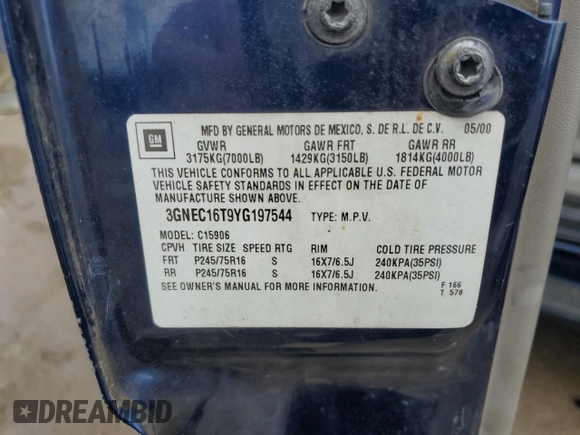 GM
MFD BY GENERAL MOTORS DE MEXICO, S. DE R.L. DE C.V. 05/00
GVWR GAWR FRT GAWR RR
3175KG(7000LB) 1429KG(3150LB) 1814KG(4000LB)
THIS VEHICLE CONFORMS TO ALL APPLICABLE U.S. FEDERAL MOTOR
VEHICLE SAFETY STANDARDS IN EFFECT ON THE DATE OF
MANUFACTURE SHOWN ABOVE.
3GNEC16T9YG197544 TYPE: M.P.V.
MODEL: C15906
CPVH TIRE SIZE SPEED RTG RIM COLD TIRE PRESSURE
FRT P245/75R16 S 16X7/6.5J 240KPA(35PSI)
RR P245/75R16 S 16X7/6.5J 240KPA(35PSI)
SEE OWNER'S MANUAL FOR MORE INFORMATION.
F 166
T 578
DREAMBID